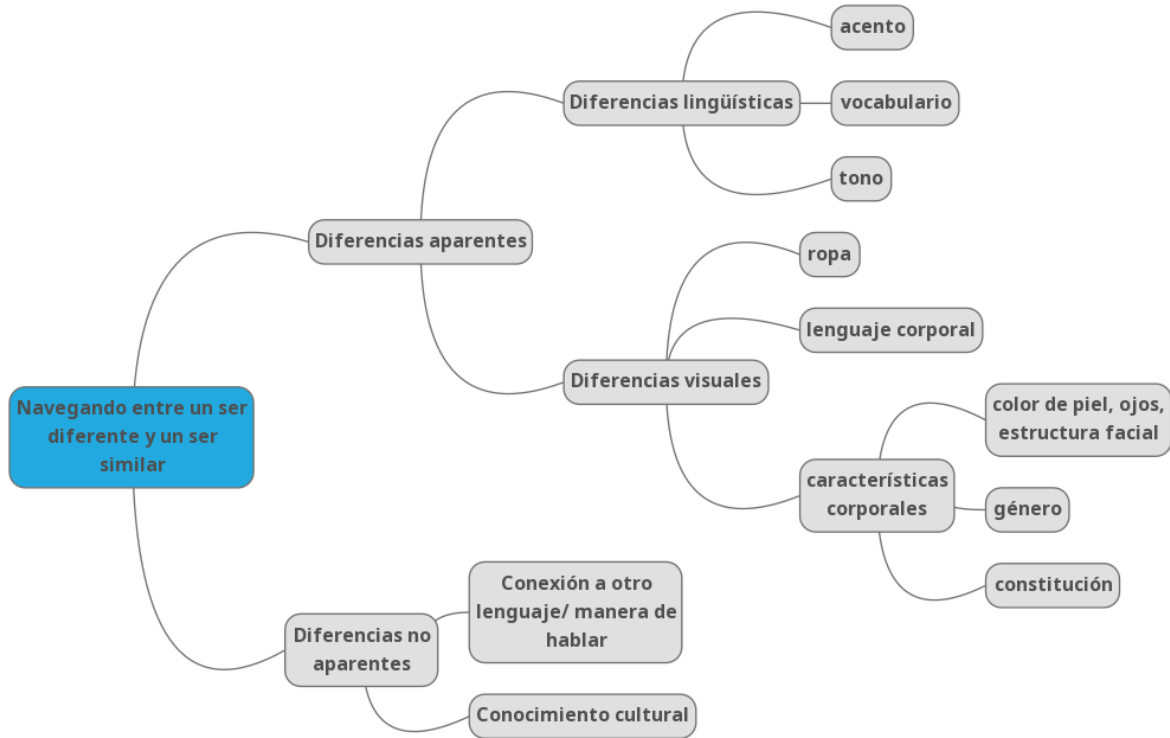 acento
Diferencias lingüísticas
vocabulario
tono
Diferencias aparentes
ropa
lenguaje corporal
Diferencias visuales
color de piel, ojos,
estructura facial
características
corporales
género
constitución
Navegando entre un ser
diferente y un ser
similar
Conexión a otro
lenguaje/ manera de
hablar
Diferencias no
aparentes
Conocimiento cultural